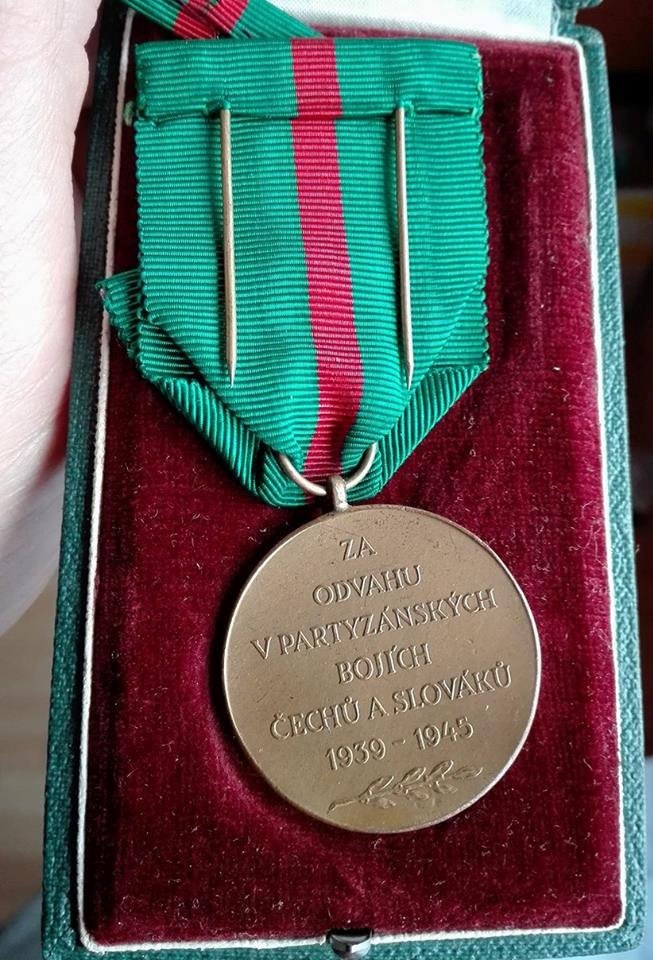 ZA
ODVAHU
V PARTYZÁNSKÝCH
BOJÍCH
ČECHŮ A SLOVÁKŮ
1939 – 1945